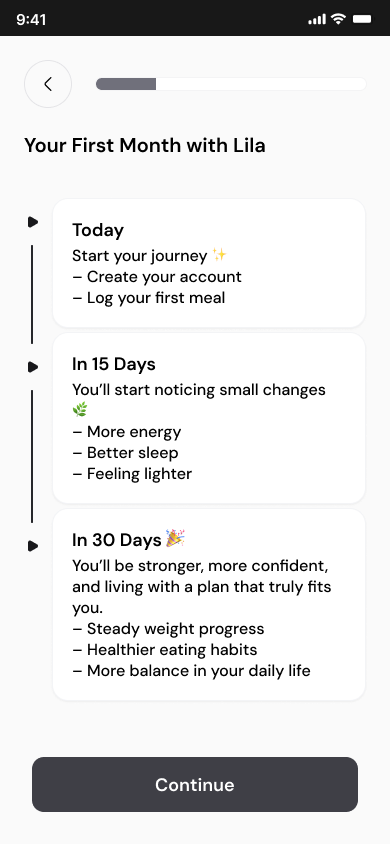 9:41
Your First Month with Lila
Today
Start your journey ✨
– Create your account
– Log your first meal
In 15 Days
You’ll start noticing small changes
🌿
– More energy
– Better sleep
– Feeling lighter
In 30 Days 🎉
You’ll be stronger, more confident,
and living with a plan that truly fits
you.
– Steady weight progress
– Healthier eating habits
– More balance in your daily life
Continue